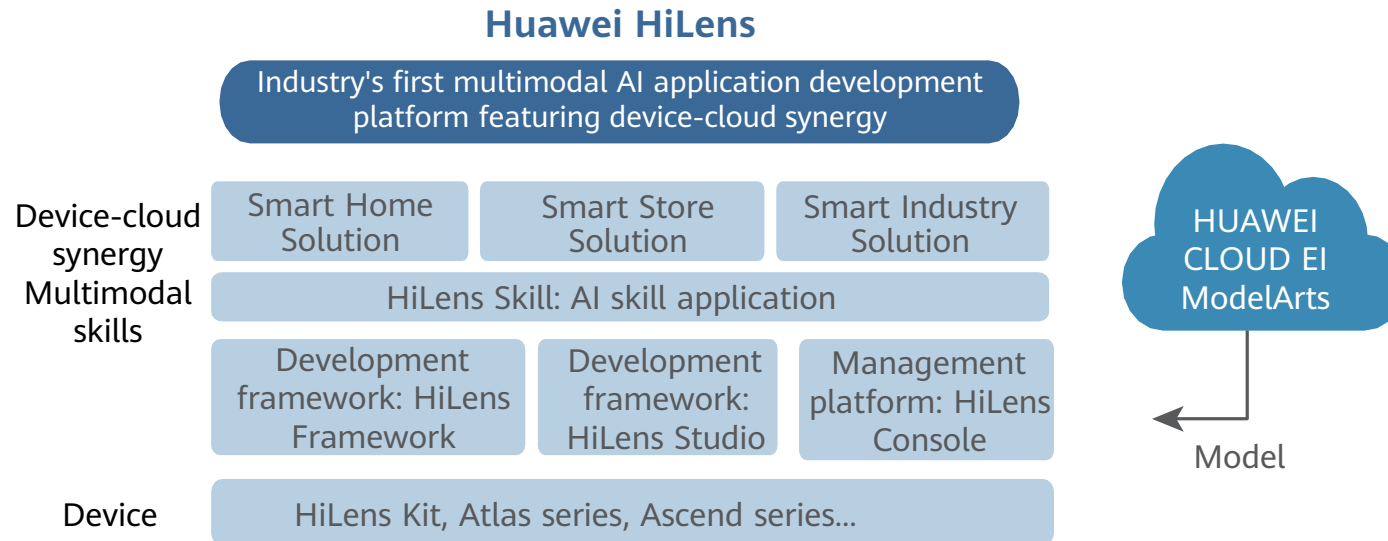 Huawei HiLens
Industry's first multimodal AI application development
platform featuring device-cloud synergy
Device-cloud
synergy
Multimodal
skills
Smart Home
Solution
Smart Store
Solution
Smart Industry
Solution
HiLens Skill: AI skill application
Development
framework: HiLens
Framework
Development
framework:
HiLens Studio
Management
platform: HiLens
Console
Device
HiLens Kit, Atlas series, Ascend series...
HUAWEI
CLOUD EI
ModelArts
Model